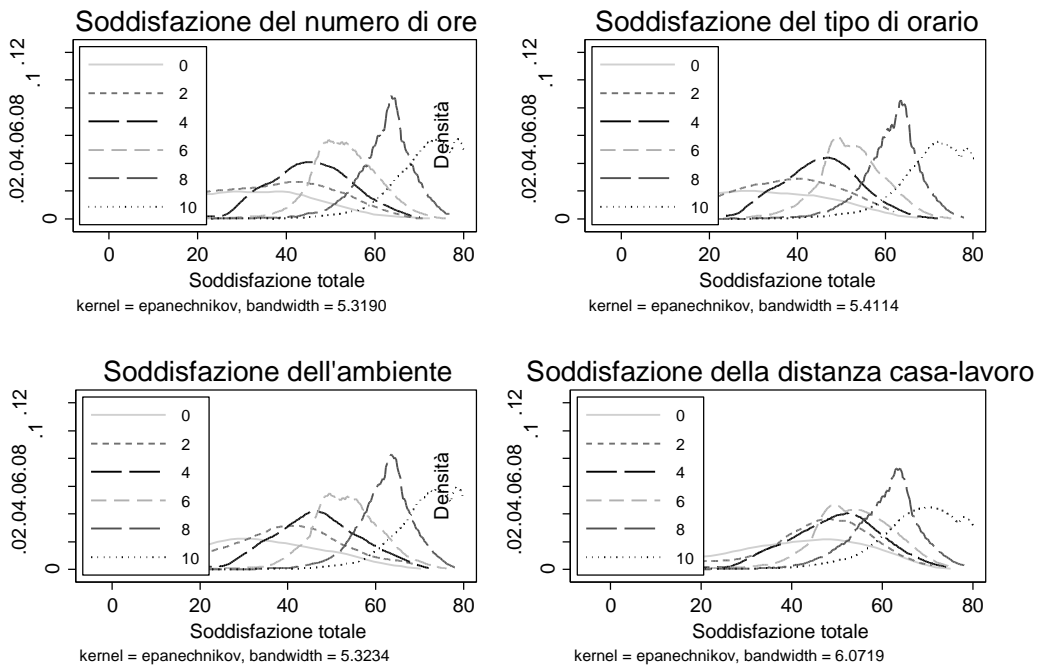 Soddisfazione del numero di ore
0 .02.04.06.08 .1 .12
0
2
4
6
8
10
Densità
0 20 40 60 80
Soddisfazione totale
kernel = epanechnikov, bandwidth = 5.3190
Soddisfazione del tipo di orario
0 .02.04.06.08 .1 .12
0
2
4
6
8
10
0 20 40 60 80
Soddisfazione totale
kernel = epanechnikov, bandwidth = 5.4114
Soddisfazione dell'ambiente
0 .02.04.06.08 .1 .12
0
2
4
6
8
10
Densità
0 20 40 60 80
Soddisfazione totale
kernel = epanechnikov, bandwidth = 5.3234
Soddisfazione della distanza casa-lavoro
0 .02.04.06.08 .1 .12
0
2
4
6
8
10
0 20 40 60 80
Soddisfazione totale
kernel = epanechnikov, bandwidth = 6.0719